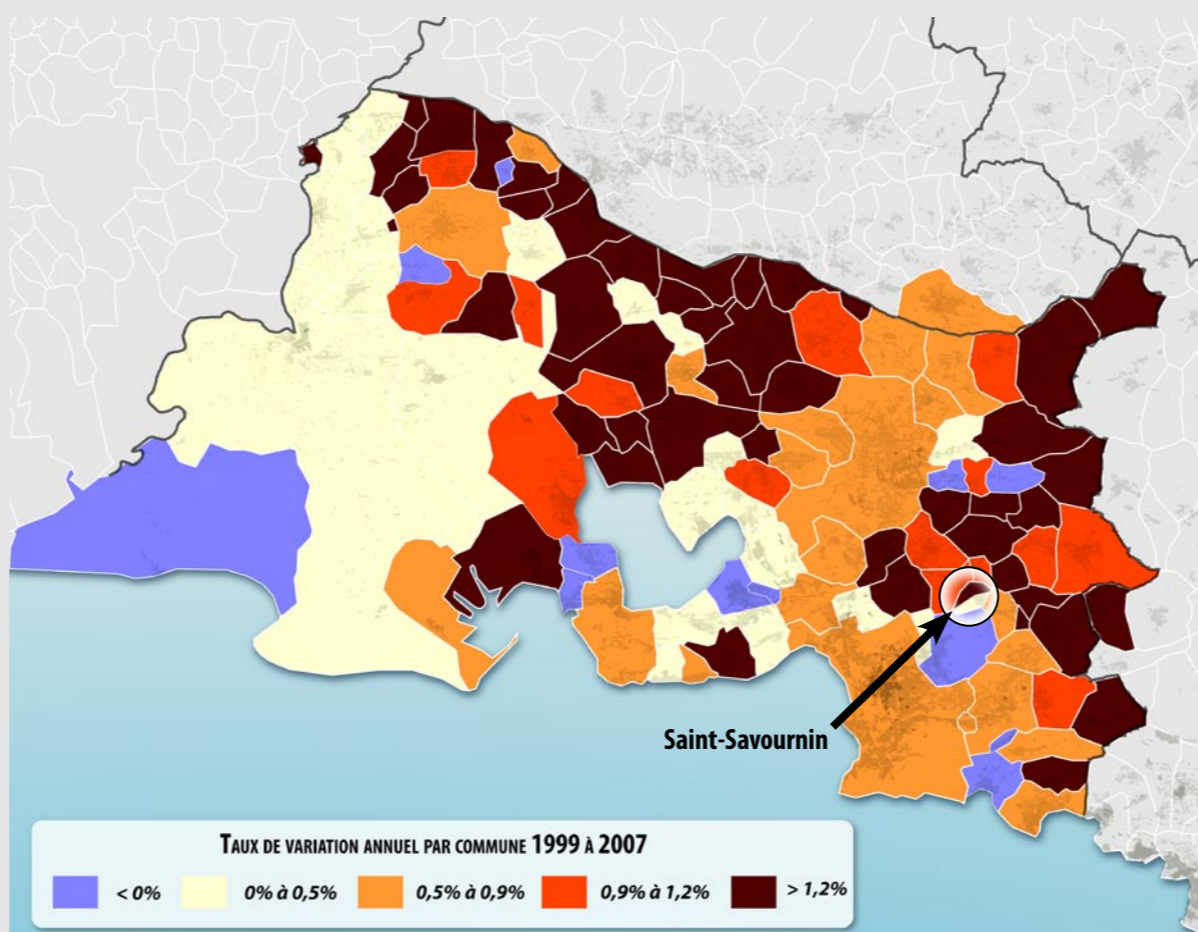 Saint-Savournin
TAUX DE VARIATION ANNUEL PAR COMMUNE 1999 À 2007
< 0% 0% à 0,5% 0,5% à 0,9% 0,9% à 1,2% > 1,2%